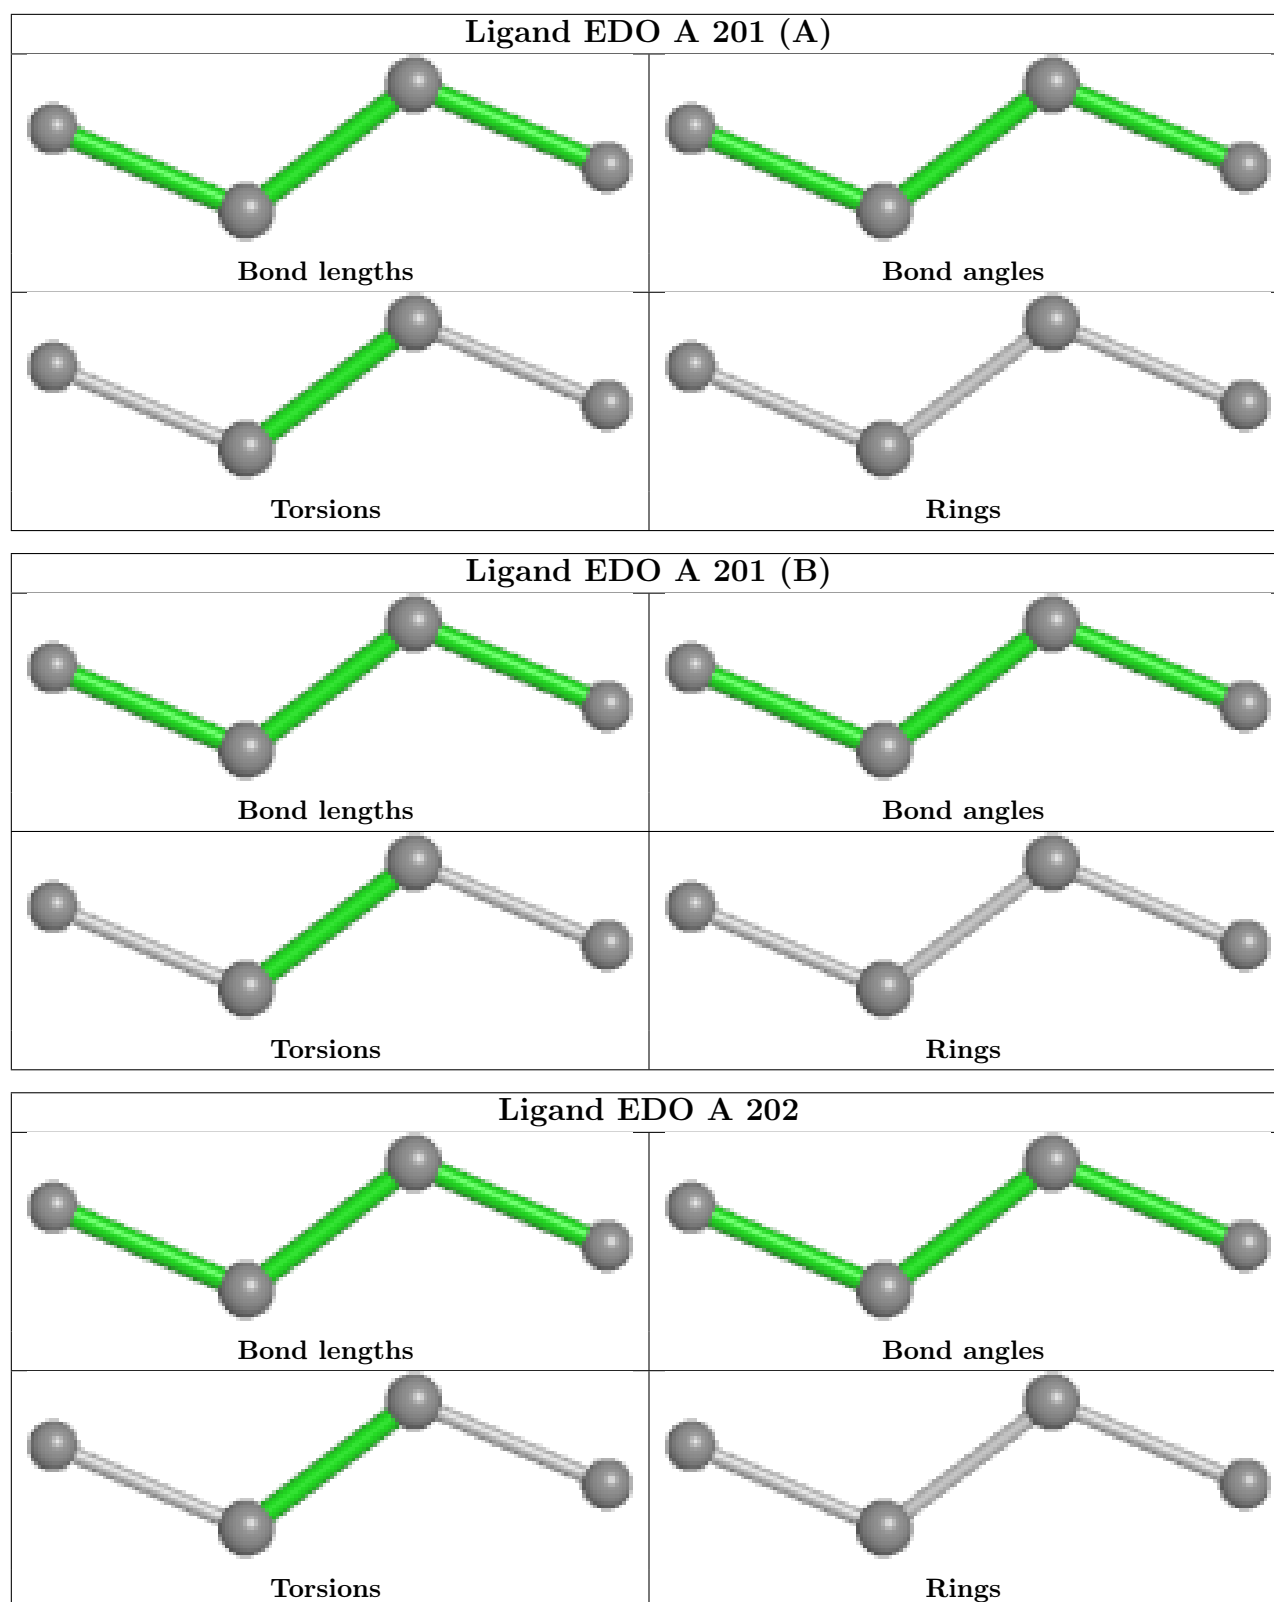 Ligand EDO A 201 (A)
Bond lengths
Bond angles
Torsions
Rings
Ligand EDO A 201 (B)
Bond lengths
Bond angles
Torsions
Rings
Ligand EDO A 202
Bond lengths
Bond angles
Torsions
Rings